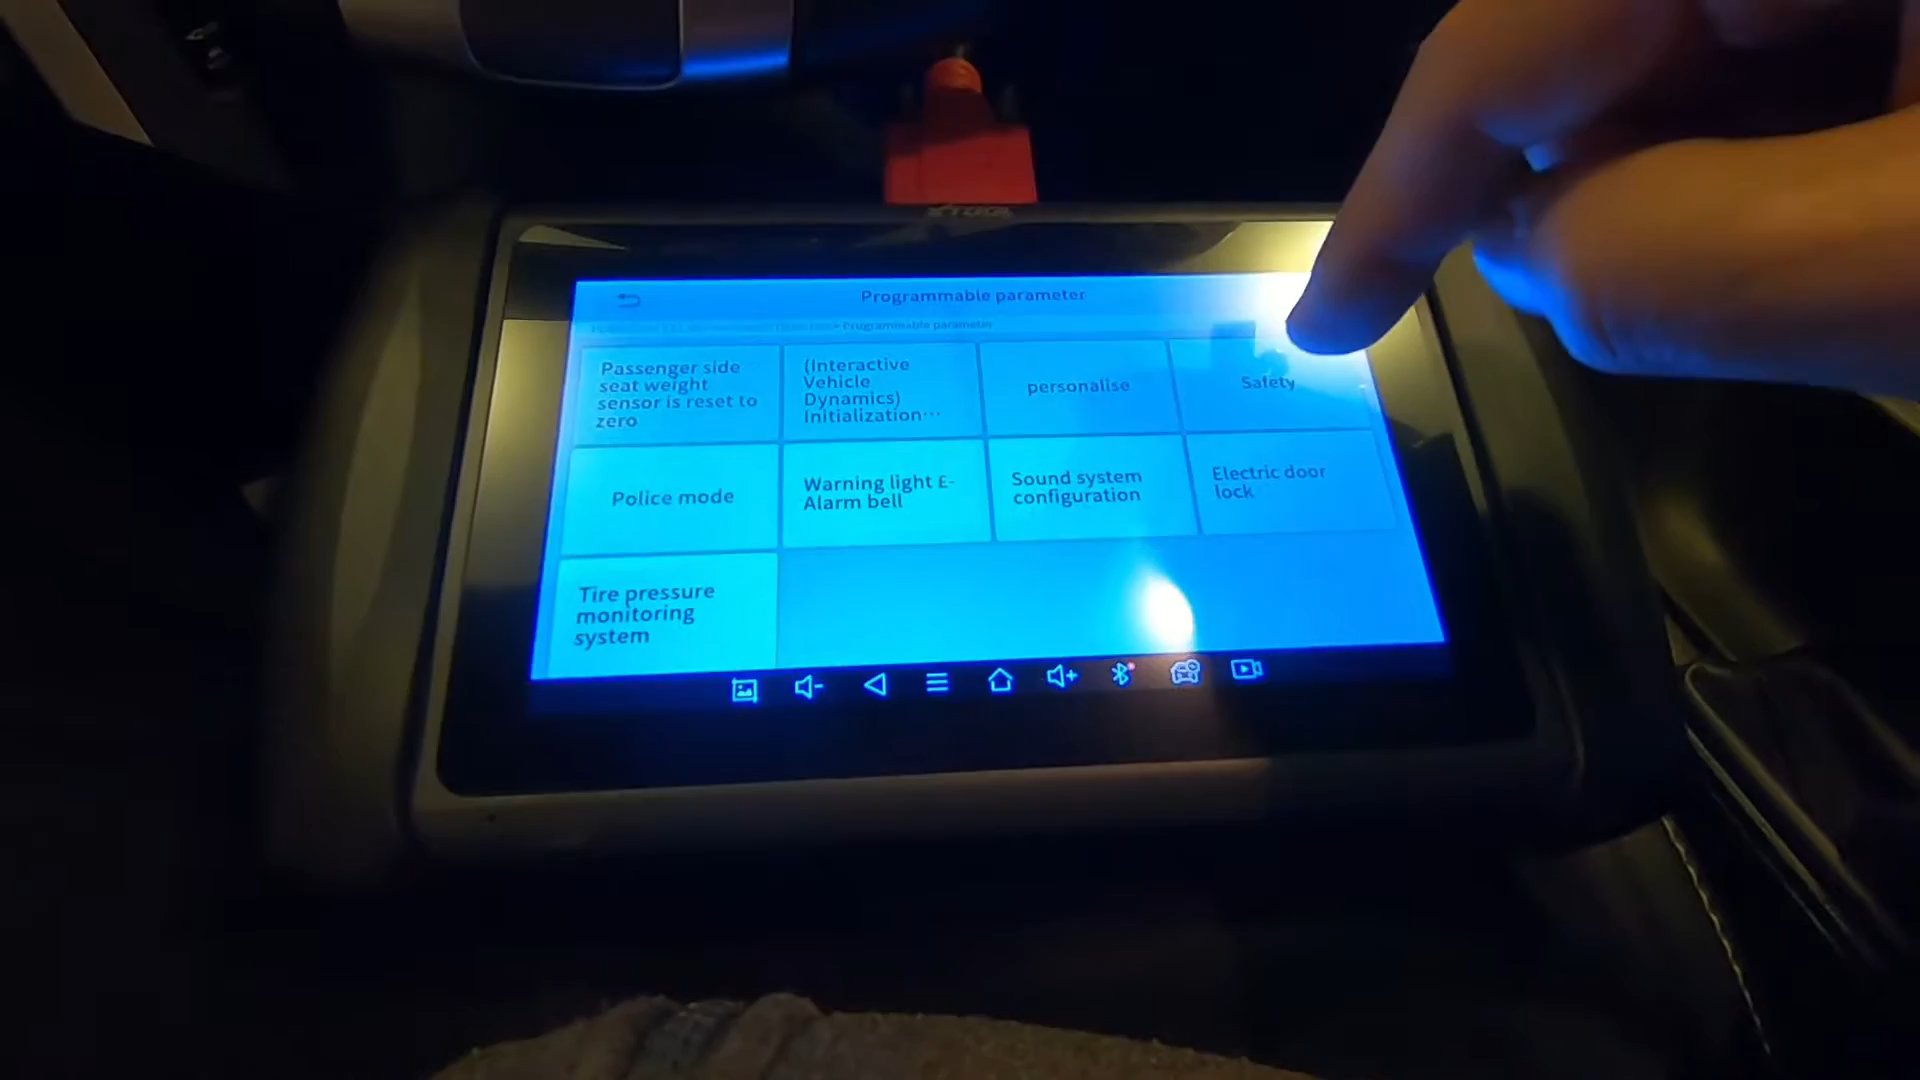 XTOOL
Programmable parameter
> Programmable parameter
Passenger side
seat weight
sensor is reset to
zero
(Interactive
Vehicle
Dynamics)
Initialization···
personalise
Safety
Police mode
Warning light £-
Alarm bell
Sound system
configuration
Electric door
lock
Tire pressure
monitoring
system